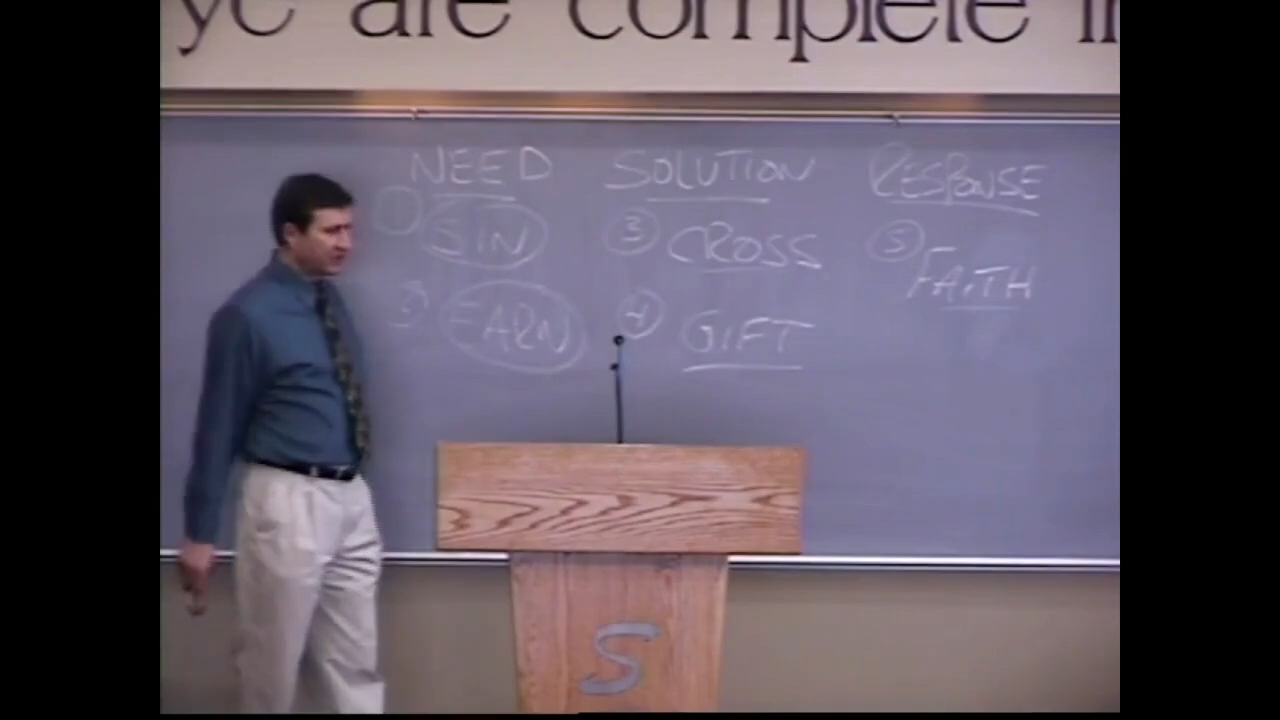 ye are complete in
NEED SOLUTION RESPONSE
1 SIN 3 CROSS 5 FAITH
2 EARN 4 GIFT
S